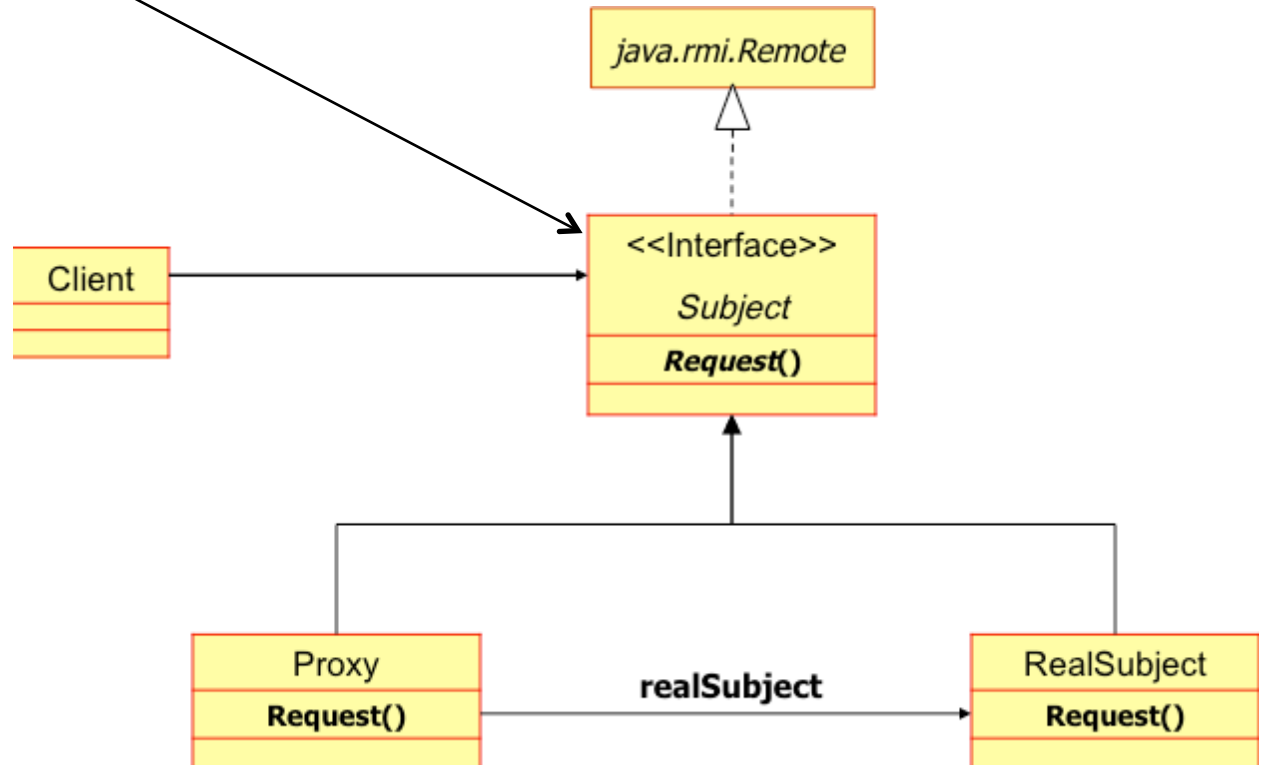 java.rmi.Remote
<<Interface>>
Subject
Request()
Client
Proxy
Request()
realSubject
RealSubject
Request()